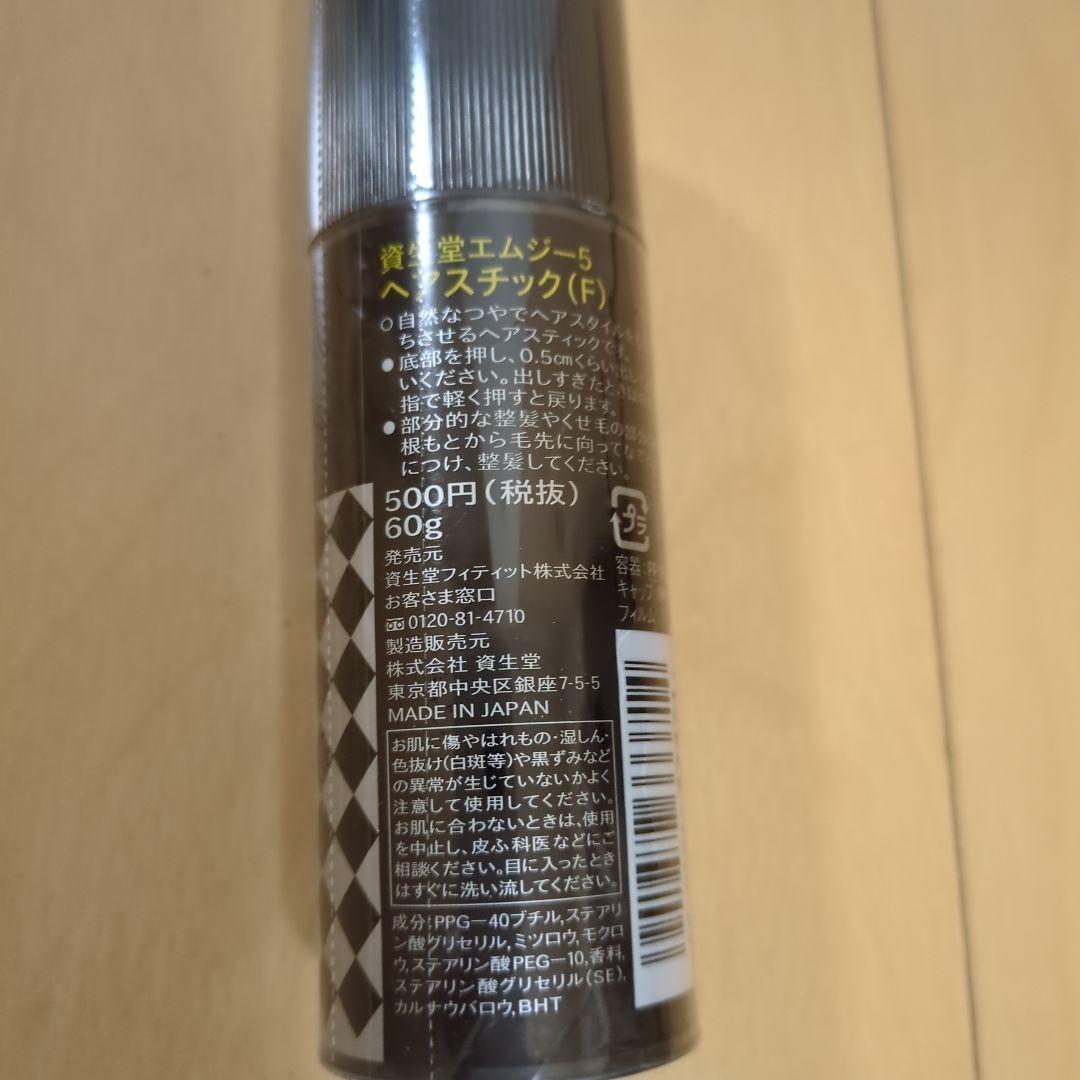 資生堂エムジー5
ヘアスチック(F)
○自然なつやでヘアスタイルを
ちさせるヘアスティックです。
●底部を押し、0.5㎝くらい出し
いください。出しすぎたときは
指で軽く押すと戻ります。
●部分的な整髪やくせ毛の部分
根もとから毛先に向ってなで
につけ、整髪してください。
500円(税抜)
60g
プラ
発売元
資生堂フィティット株式会社
お客さま窓口
0120-81-4710
製造販売元
株式会社 資生堂
東京都中央区銀座7-5-5
MADE IN JAPAN
容器:PP
キャップ
フィルム
お肌に傷やはれもの・湿しん・
色抜け(白斑等)や黒ずみなど
の異常が生じていないかよく
注意して使用してください。
お肌に合わないときは、使用
を中止し、皮ふ科医などにご
相談ください。目に入ったとき
はすぐに洗い流してください。
成分:PPG-40ブチル,ステアリ
ン酸グリセリル,ミツロウ,モクロ
ウ,ステアリン酸PEG-10,香料,
ステアリン酸グリセリル(SE),
カルナウバロウ,BHT